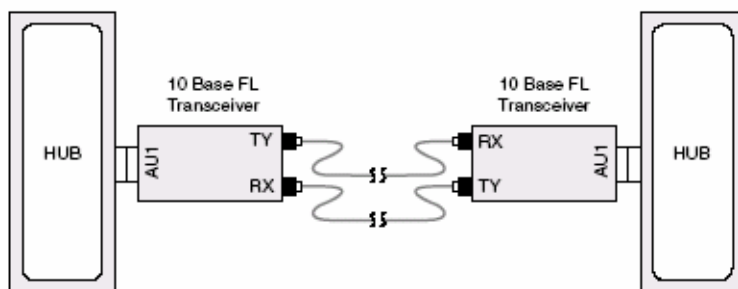 10 Base FL
Transceiver
10 Base FL
Transceiver
HUB
AU1
TY
RX
RX
TY
AU1
HUB